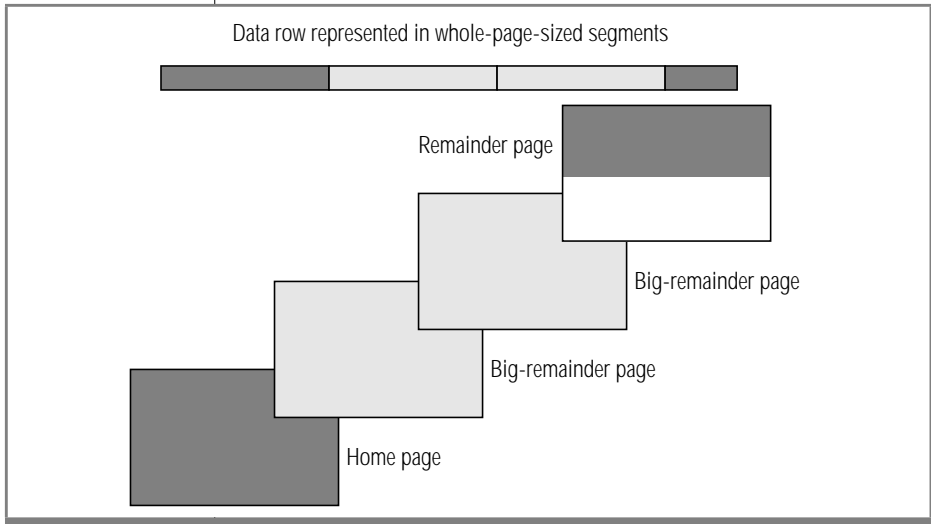 Data row represented in whole-page-sized segments
Remainder page
Big-remainder page
Big-remainder page
Home page